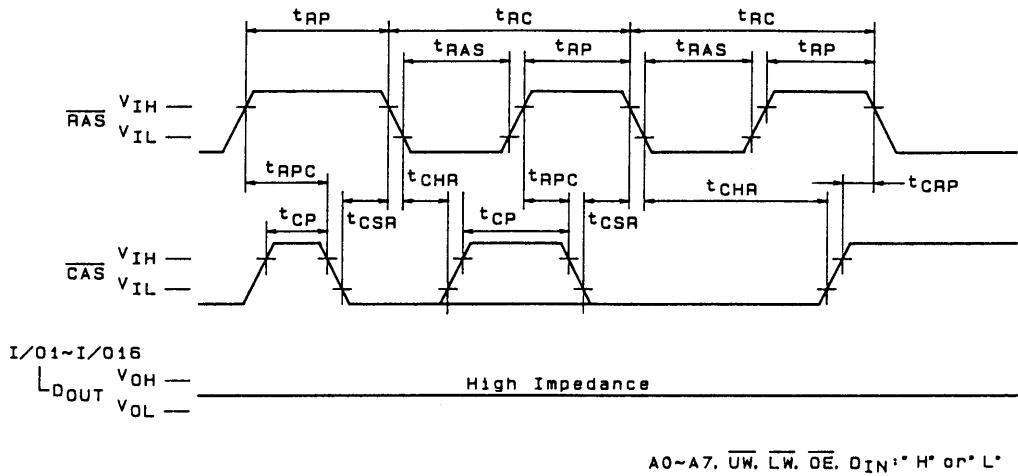 tRP tRC tRC
tRAS tRP tRAS tRP
RAS VIH
VIL
tRPC tCHR tRPC tCHR tCRP
tCSR tCSR
tCP tCP
CAS VIH
VIL
I/O1~I/O16
DOUT VOH
High Impedance
VOL
A0~A7, UW, LW, OE, DIN:"H" or "L"